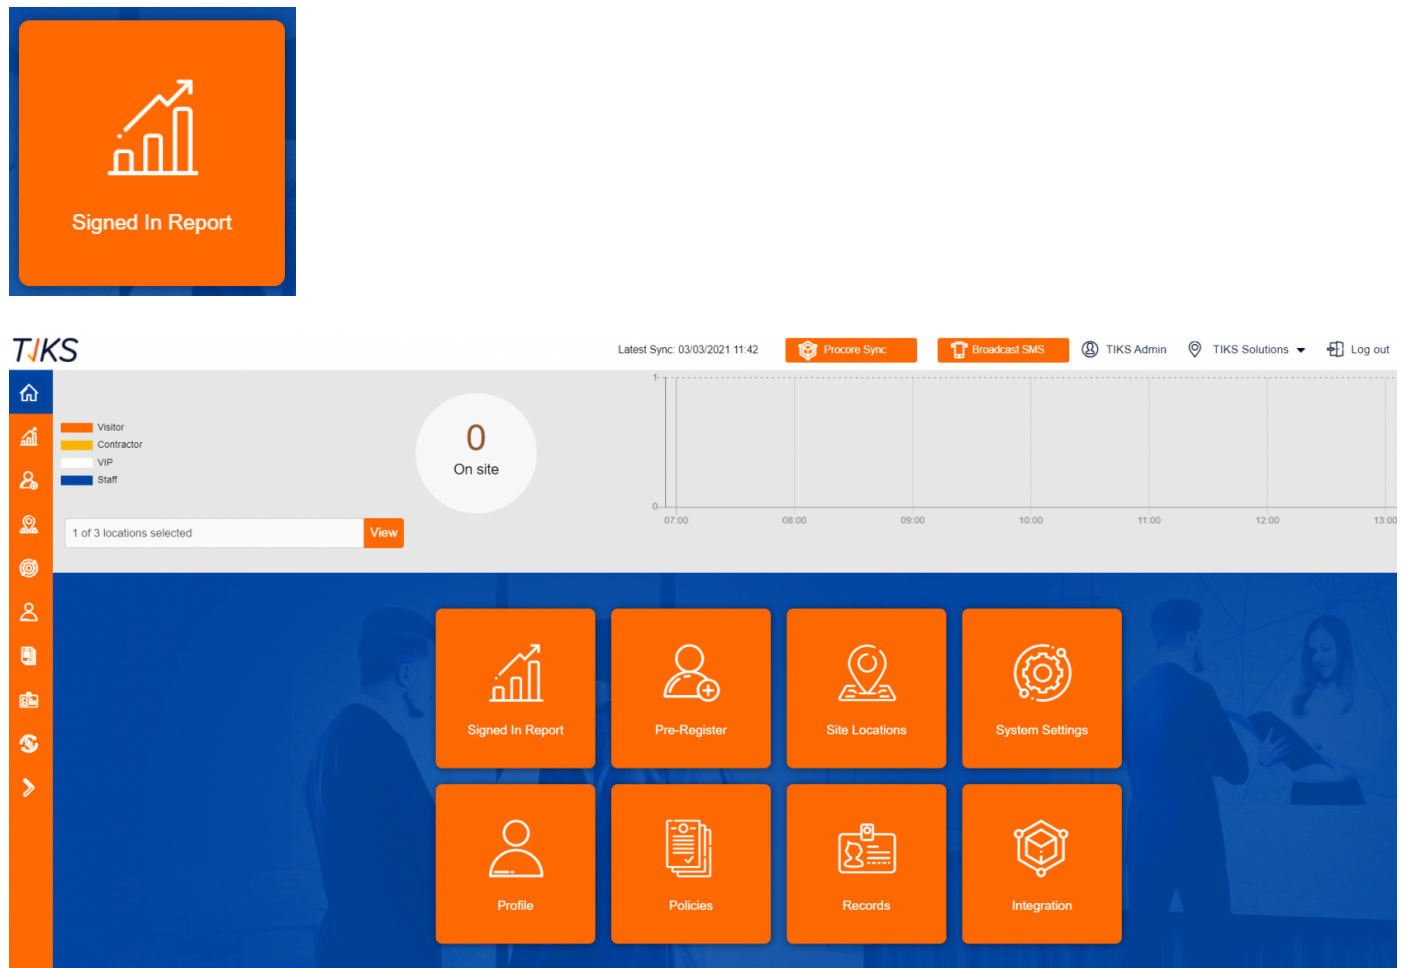 Signed In Report
TIKS
Latest Sync: 03/03/2021 11:42
Procore Sync
Broadcast SMS
TIKS Admin
TIKS Solutions
Log out
Visitor
Contractor
VIP
Staff
0
On site
1 of 3 locations selected
View
1
0
07:00 08:00 09:00 10:00 11:00 12:00 13:00
Signed In Report
Pre-Register
Site Locations
System Settings
Profile
Policies
Records
Integration